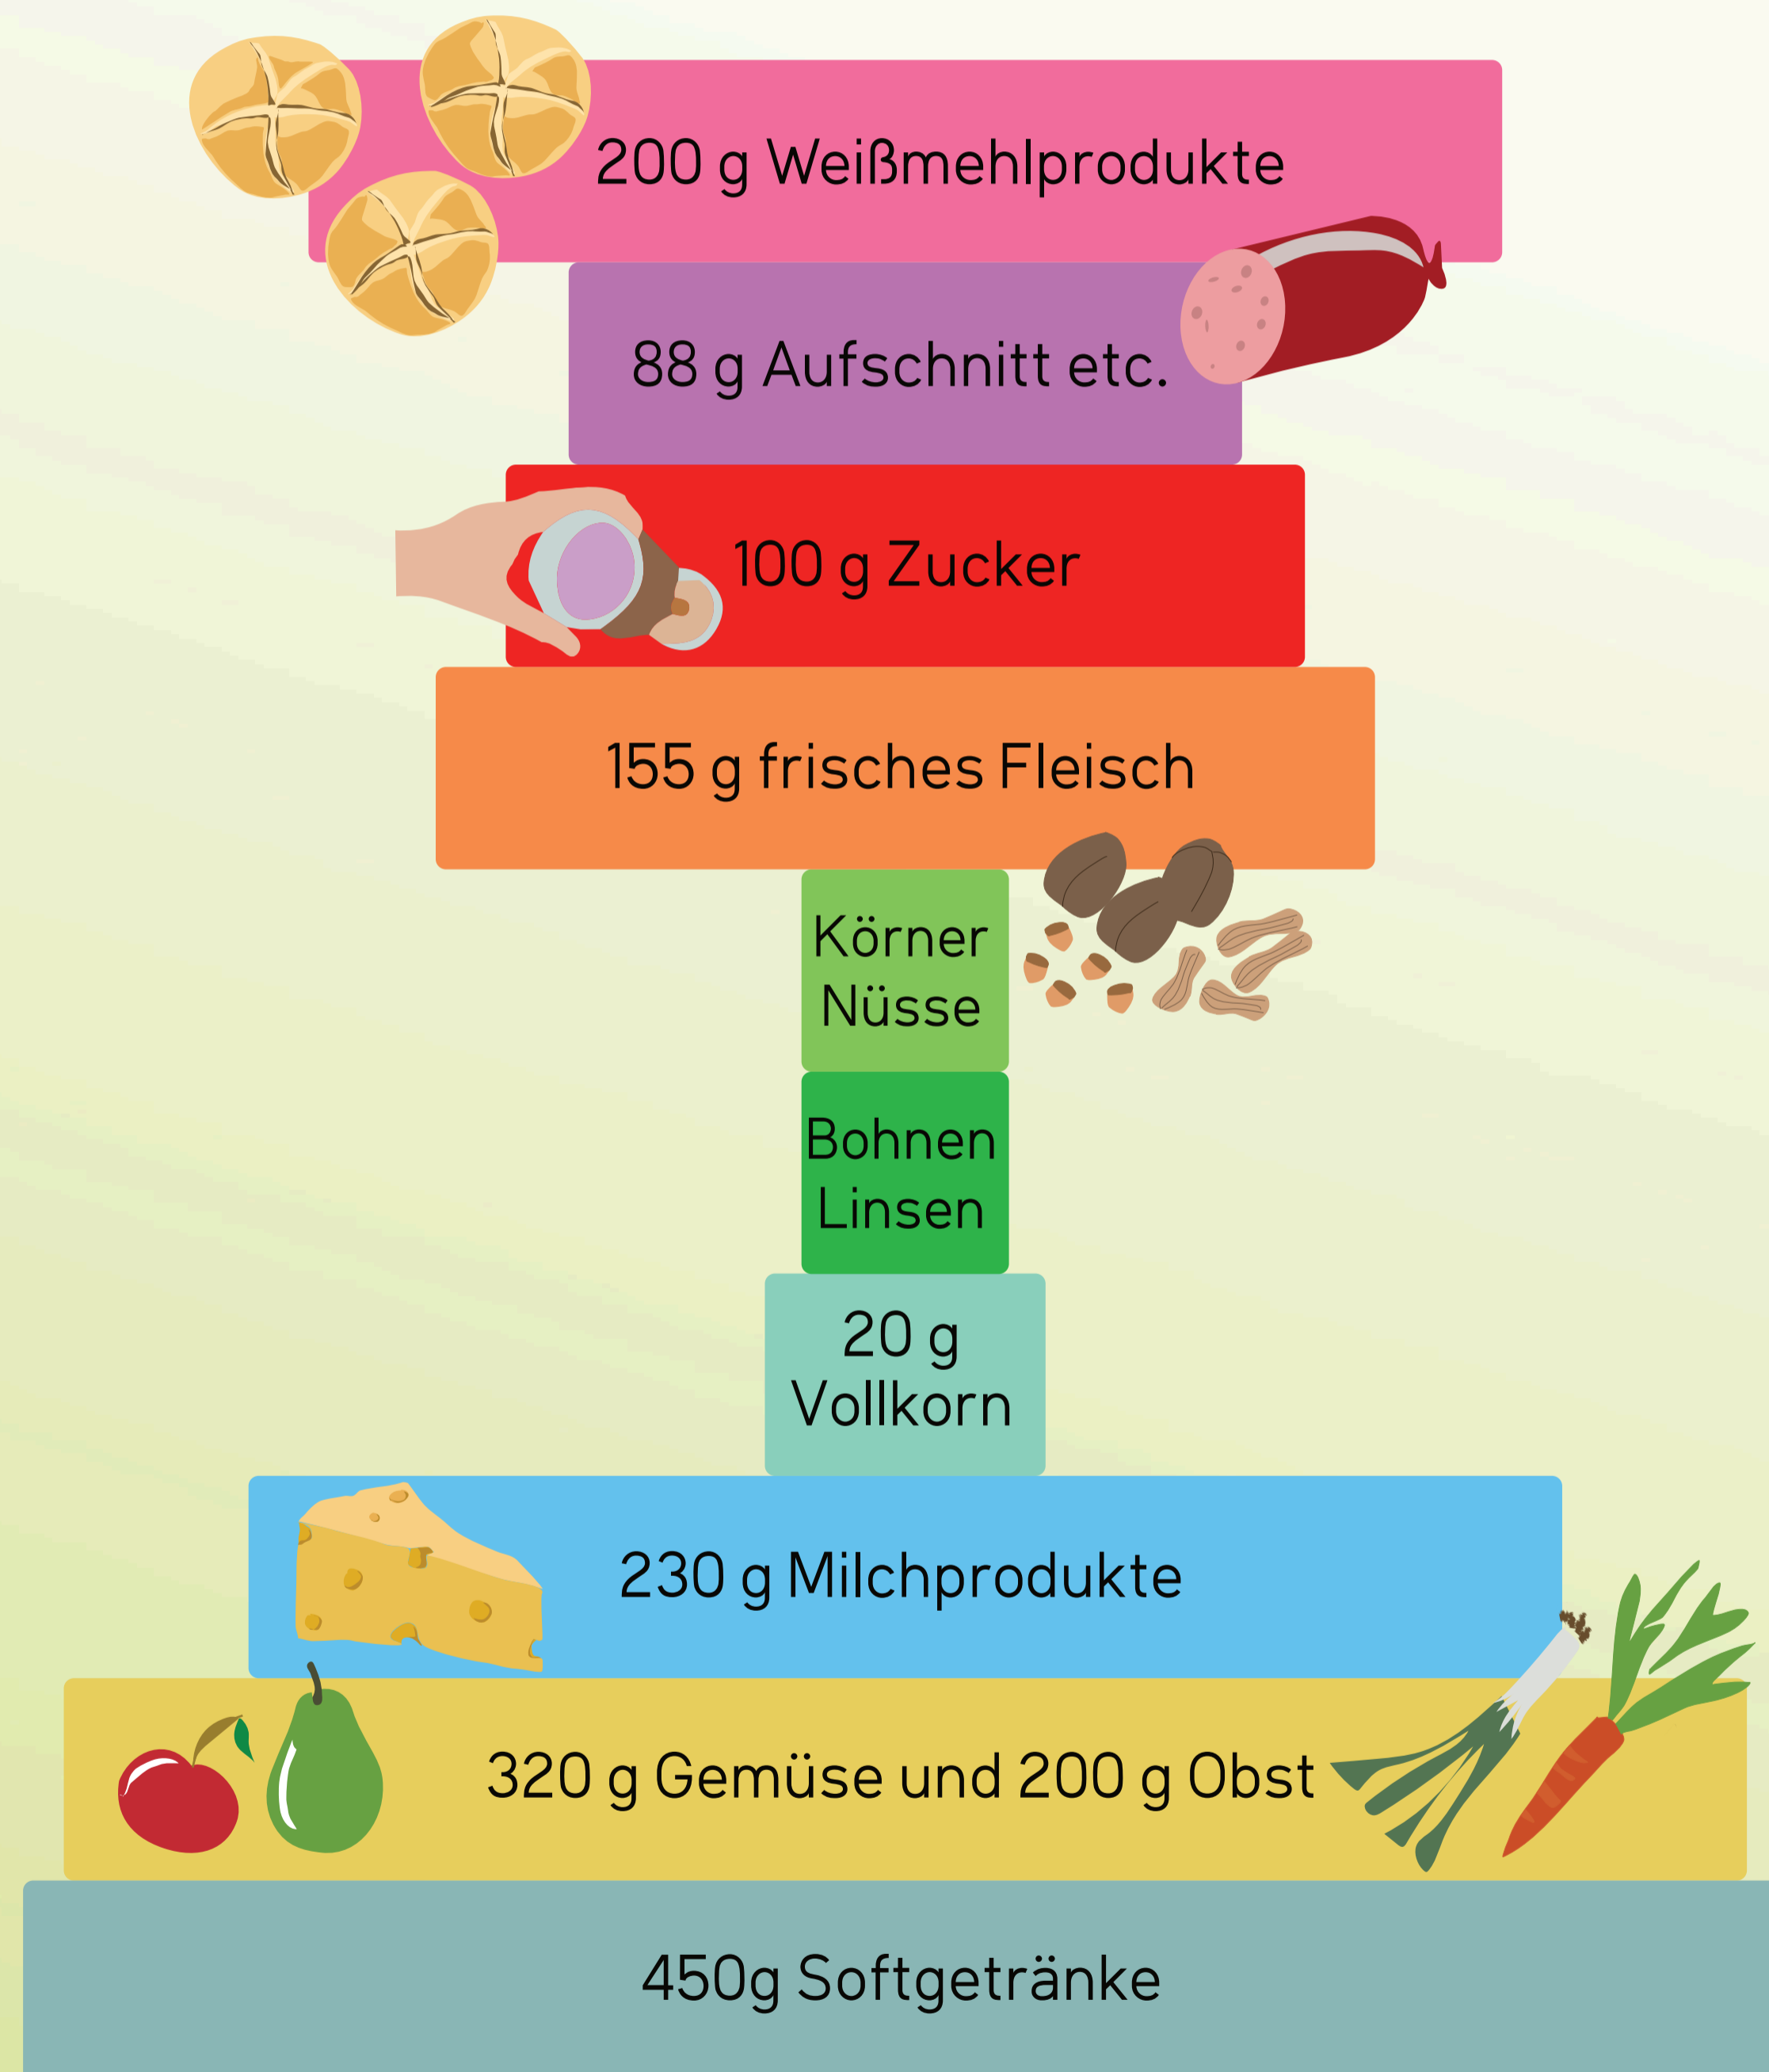 200 g Weißmehlprodukte
88 g Aufschnitt etc.
100 g Zucker
155 g frisches Fleisch
Körner
Nüsse
Bohnen
Linsen
20 g
Vollkorn
230 g Milchprodukte
320 g Gemüse und 200 g Obst
450g Softgetränke